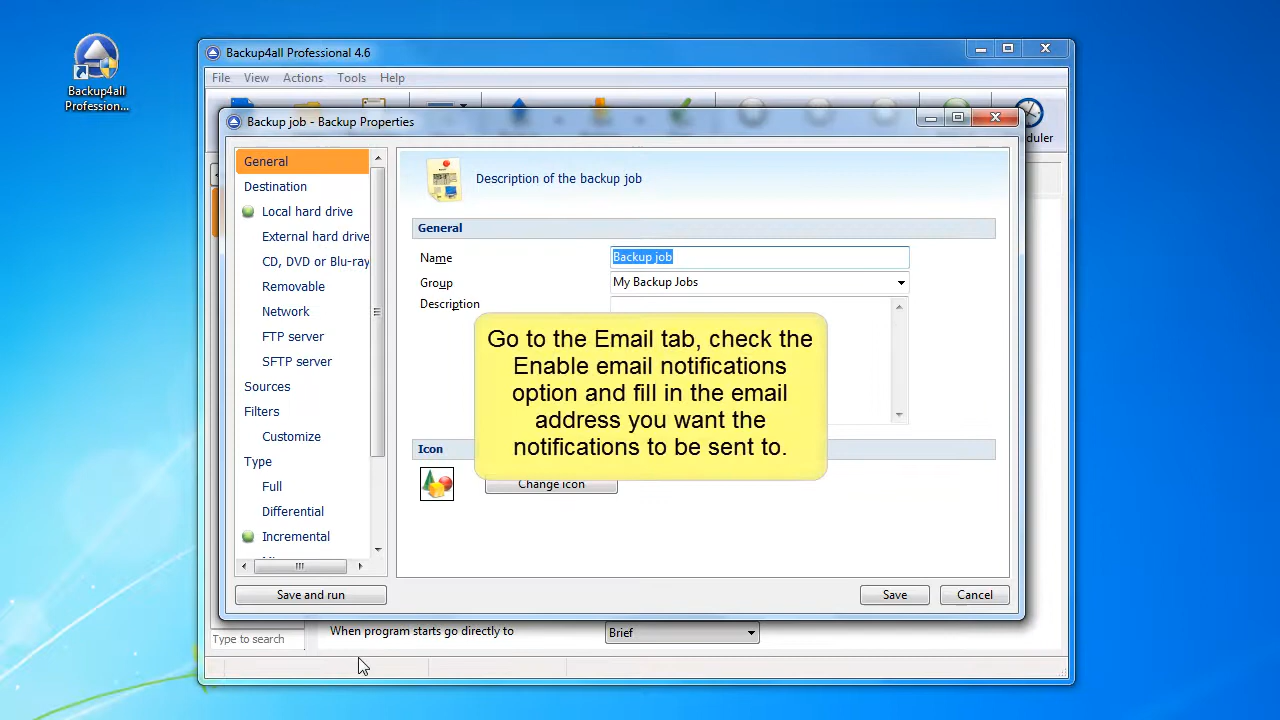 Backup4all
Profession...
Backup4all Professional 4.6
File View Actions Tools Help
duler
Backup job - Backup Properties
General
Destination
Local hard drive
External hard drive
CD, DVD or Blu-ray
Removable
Network
FTP server
SFTP server
Sources
Filters
Customize
Type
Full
Differential
Incremental
Description of the backup job
General
Name Backup job
Group My Backup Jobs
Description
Go to the Email tab, check the
Enable email notifications
option and fill in the email
address you want the
notifications to be sent to.
Icon
Change icon
Save and run Save Cancel
Type to search When program starts go directly to Brief